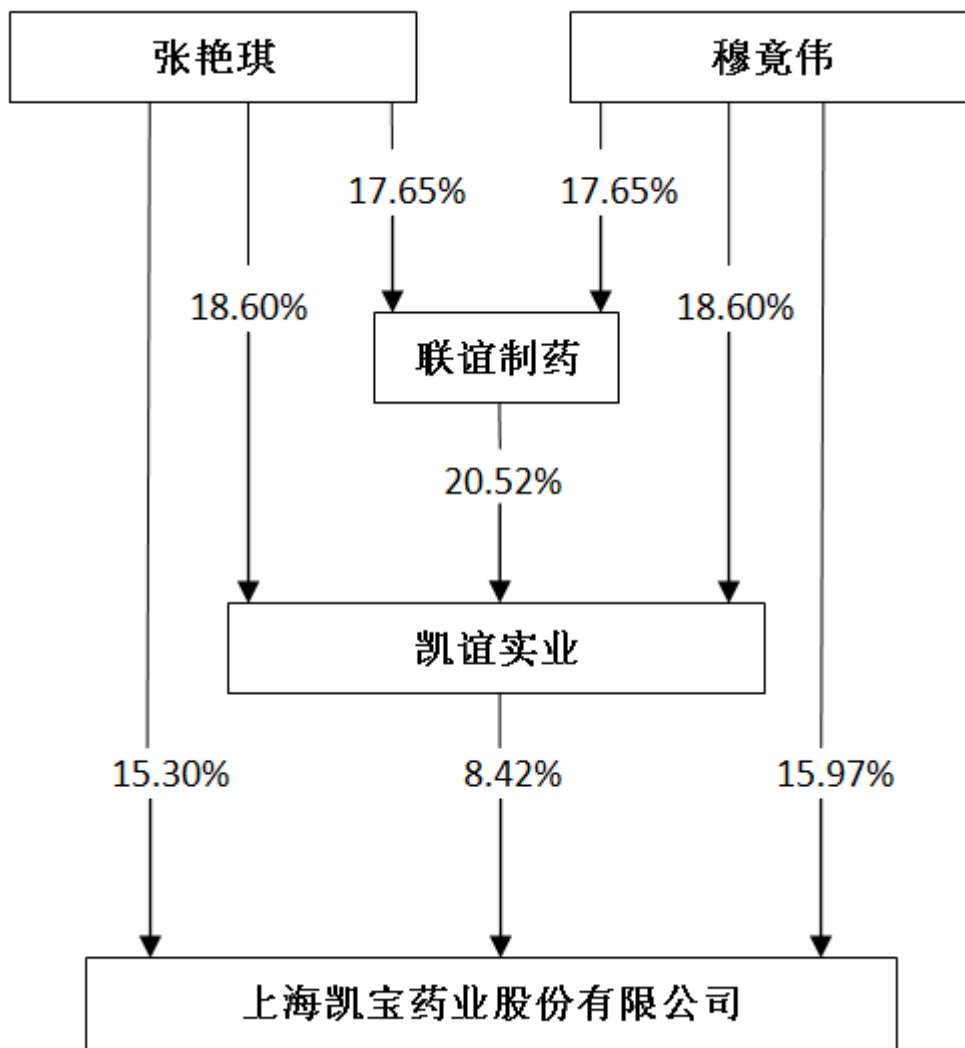 张艳琪
穆竟伟
17.65%
17.65%
18.60%
18.60%
联谊制药
20.52%
凯谊实业
15.30%
8.42%
15.97%
上海凯宝药业股份有限公司